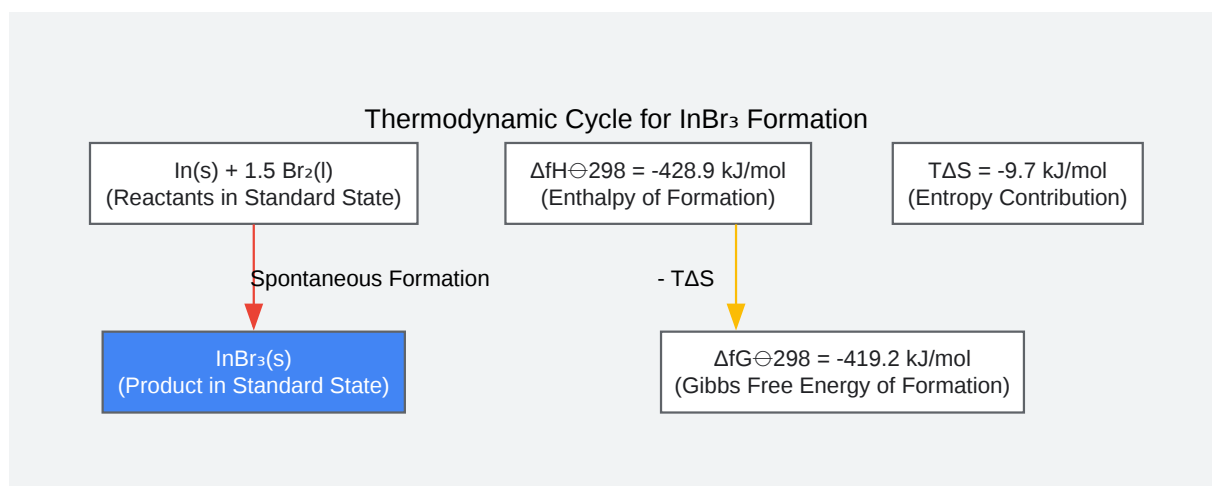 Thermodynamic Cycle for InBr₃ Formation
In(s) + 1.5 Br₂(l)
(Reactants in Standard State)
ΔfH⦵298 = -428.9 kJ/mol
(Enthalpy of Formation)
TΔS = -9.7 kJ/mol
(Entropy Contribution)
Spontaneous Formation
- TΔS
InBr₃(s)
(Product in Standard State)
ΔfG⦵298 = -419.2 kJ/mol
(Gibbs Free Energy of Formation)